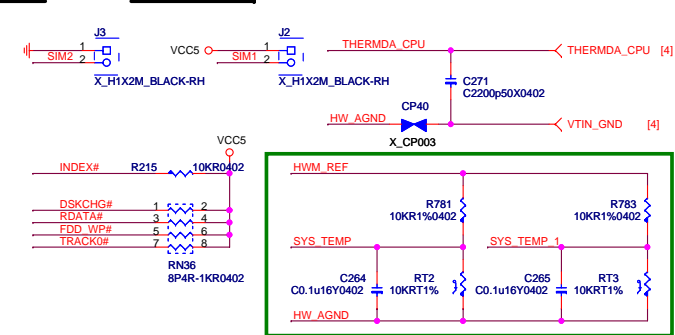 J3
1
SIM2 2
X_H1X2M_BLACK-RH
VCC5
J2
1
SIM1 2
X_H1X2M_BLACK-RH
THERMDA_CPU
THERMDA_CPU [4]
C271
C2200p50X0402
HW_AGND
CP40
X_CP003
VTIN_GND [4]
VCC5
INDEX# R215 10KR0402
DSKCHG# 1 2
RDATA# 3 4
FDD_WP# 5 6
TRACK0# 7 8
RN36
8P4R-1KR0402
HWM_REF
R781
10KR1%0402
R783
10KR1%0402
SYS_TEMP
SYS_TEMP_1
C264
C0.1u16Y0402
RT2
10KRT1%
C265
C0.1u16Y0402
RT3
10KRT1%
HW_AGND